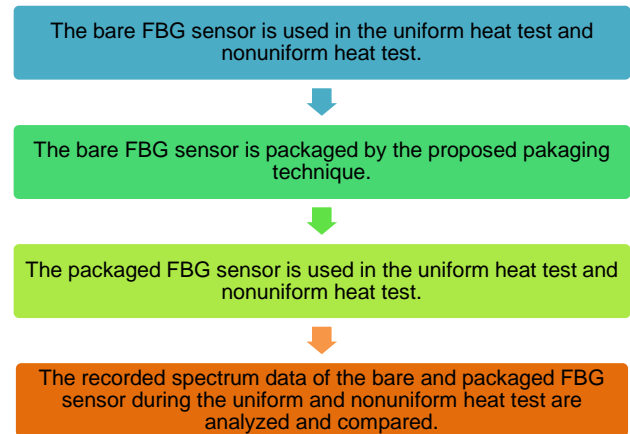 The bare FBG sensor is used in the uniform heat test and
nonuniform heat test.
The bare FBG sensor is packaged by the proposed pakaging
technique.
The packaged FBG sensor is used in the uniform heat test and
nonuniform heat test.
The recorded spectrum data of the bare and packaged FBG
sensor during the uniform and nonuniform heat test are
analyzed and compared.